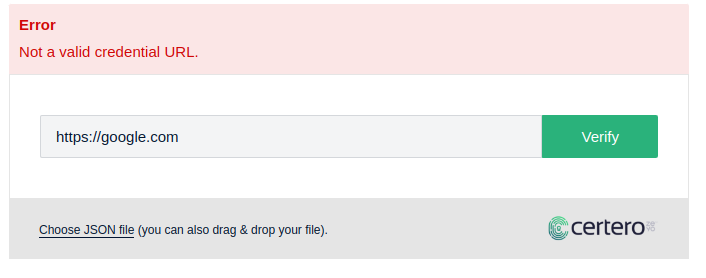 Error
Not a valid credential URL.
https://google.com
Verify
Choose JSON file (you can also drag & drop your file).
certero